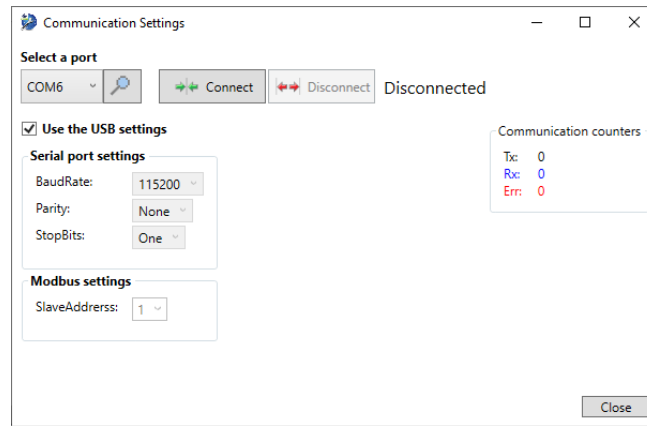 Communication Settings
Select a port
COM6
Connect
Disconnect
Disconnected
Use the USB settings
Serial port settings
BaudRate: 115200
Parity: None
StopBits: One
Modbus settings
SlaveAddrerss: 1
Communication counters
Tx: 0
Rx: 0
Err: 0
Close